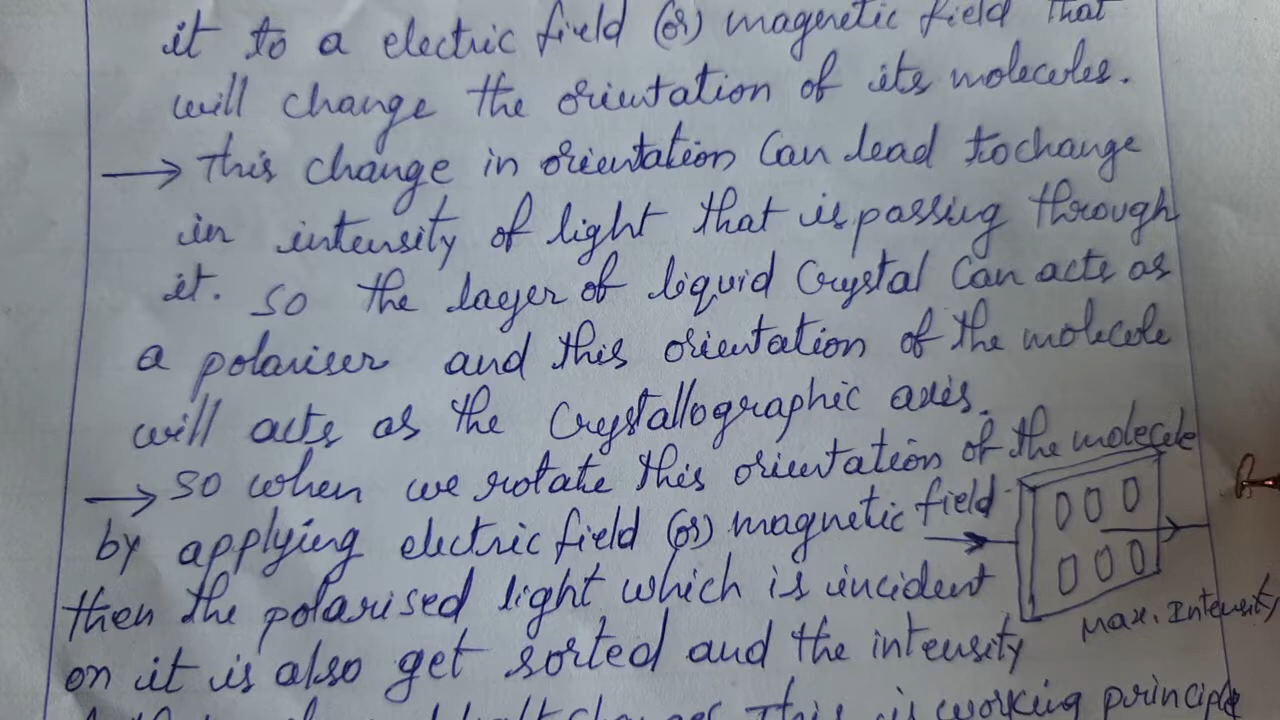 it to a electric field (or) magnetic field that
will change the orientation of its molecules.
→ This change in orientation Can lead to change
in intensity of light that is passing through
it. So the layer of liquid Crystal Can acts as
a polariser and this orientation of the molecule
will acts as the Crystallographic axis.
→ So when we rotate this orientation of the molecule
by applying electric field (or) magnetic field
then the polarised light which is incident
Max. Intensity
on it is also get sorted and the intensity
This is working principle